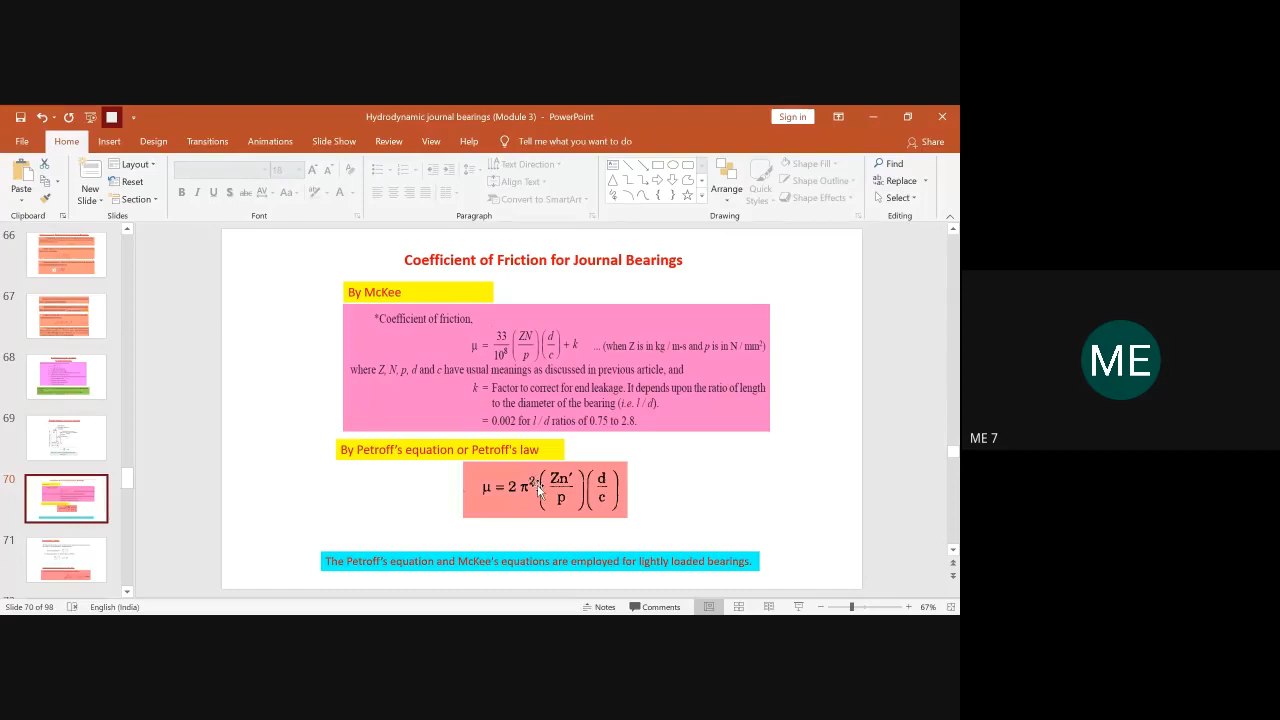 Hydrodynamic journal bearings (Module 3) - PowerPoint
Sign in
File Home Insert Design Transitions Animations Slide Show Review View Help Tell me what you want to do Share
Paste
New Slide
Layout
Reset
Section
18
B I U S abc AV Aa A
Text Direction
Align Text
Convert to SmartArt
Arrange
Quick Styles
Shape Fill
Shape Outline
Shape Effects
Find
Replace
Select
Clipboard Slides Font Paragraph Drawing Editing
66
67
68
69
70
71
Coefficient of Friction for Journal Bearings
By McKee
*Coefficient of friction,
μ = 33/10⁸ (ZN/p) (d/c) + k ... (when Z is in kg / m-s and p is in N / mm²)
where Z, N, p, d and c have usual meanings as discussed in previous article, and
k = Factor to correct for end leakage. It depends upon the ratio of length
to the diameter of the bearing (i.e. l / d).
= 0.002 for l / d ratios of 0.75 to 2.8.
By Petroff's equation or Petroff's law
μ = 2 π² (Zn′/p) (d/c)
The Petroff's equation and McKee's equations are employed for lightly loaded bearings.
Slide 70 of 98 English (India) Notes Comments 67%
ME
ME 7